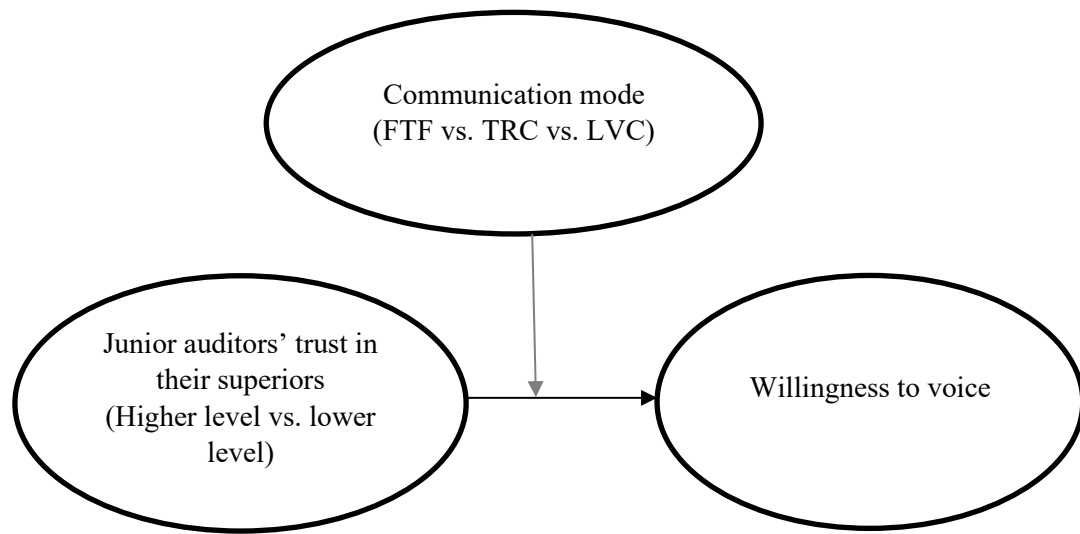 Communication mode
(FTF vs. TRC vs. LVC)
Junior auditors’ trust in
their superiors
(Higher level vs. lower
level)
Willingness to voice